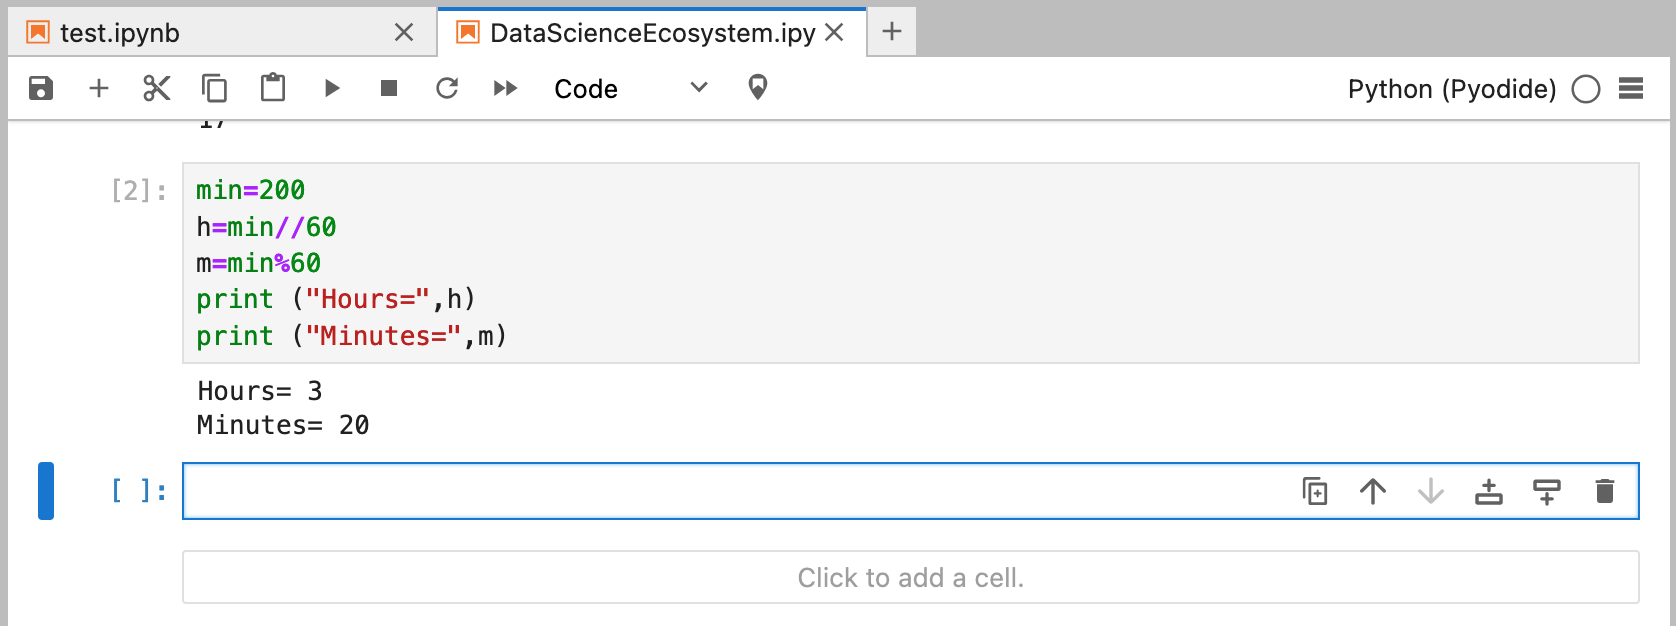 test.ipynb
DataScienceEcosystem.ipy
Code
Python (Pyodide)
17
[2]:
min=200
h=min//60
m=min%60
print ("Hours=",h)
print ("Minutes=",m)
Hours= 3
Minutes= 20
[ ]:
Click to add a cell.